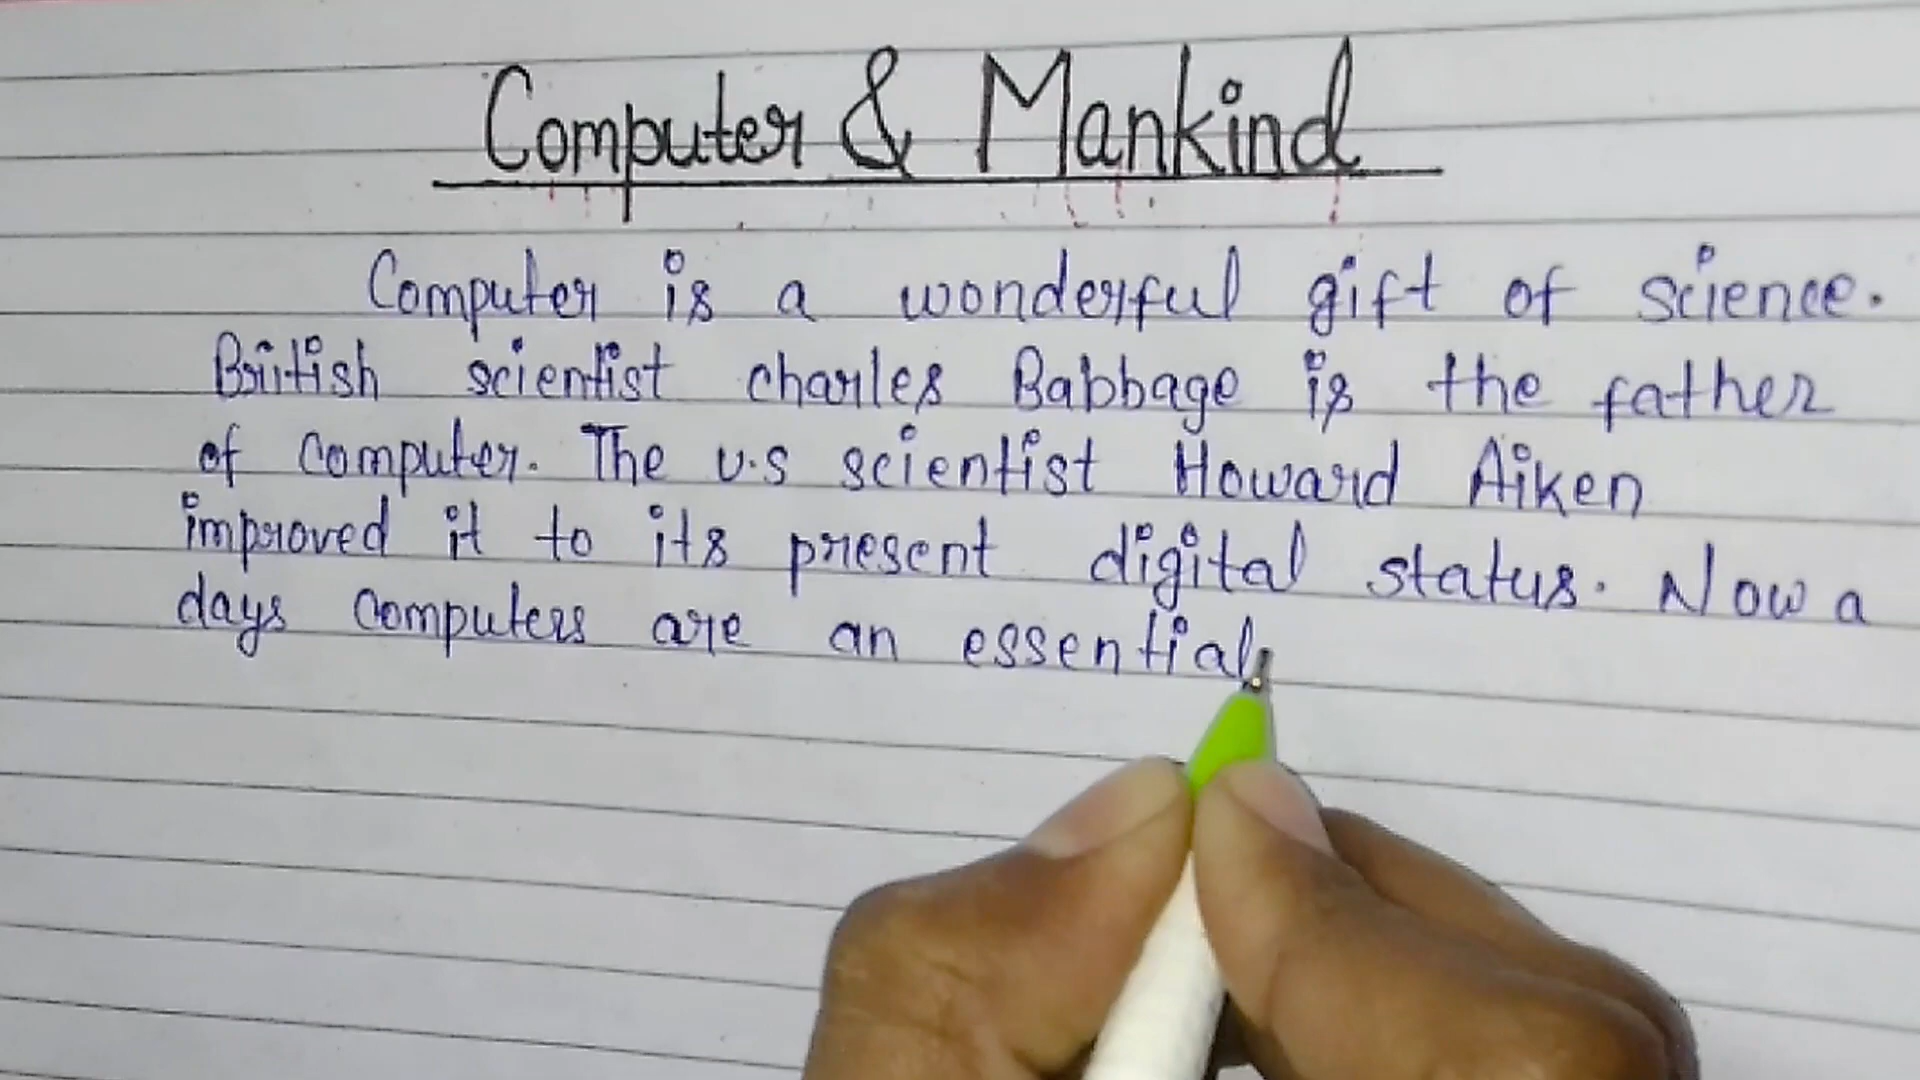 Computer & Mankind
Computer is a wonderful gift of science.
British scientist charles Babbage is the father
of computer. The U.S scientist Howard Aiken
improved it to its present digital status. Now a
days computers are an essential